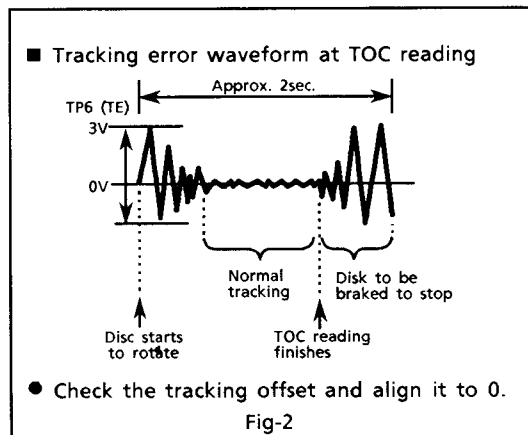 ■ Tracking error waveform at TOC reading
Approx. 2sec.
TP6 (TE)
3V
0V
Normal
tracking
Disk to be
braked to stop
Disc starts
to rotate
TOC reading
finishes
● Check the tracking offset and align it to 0.
Fig-2